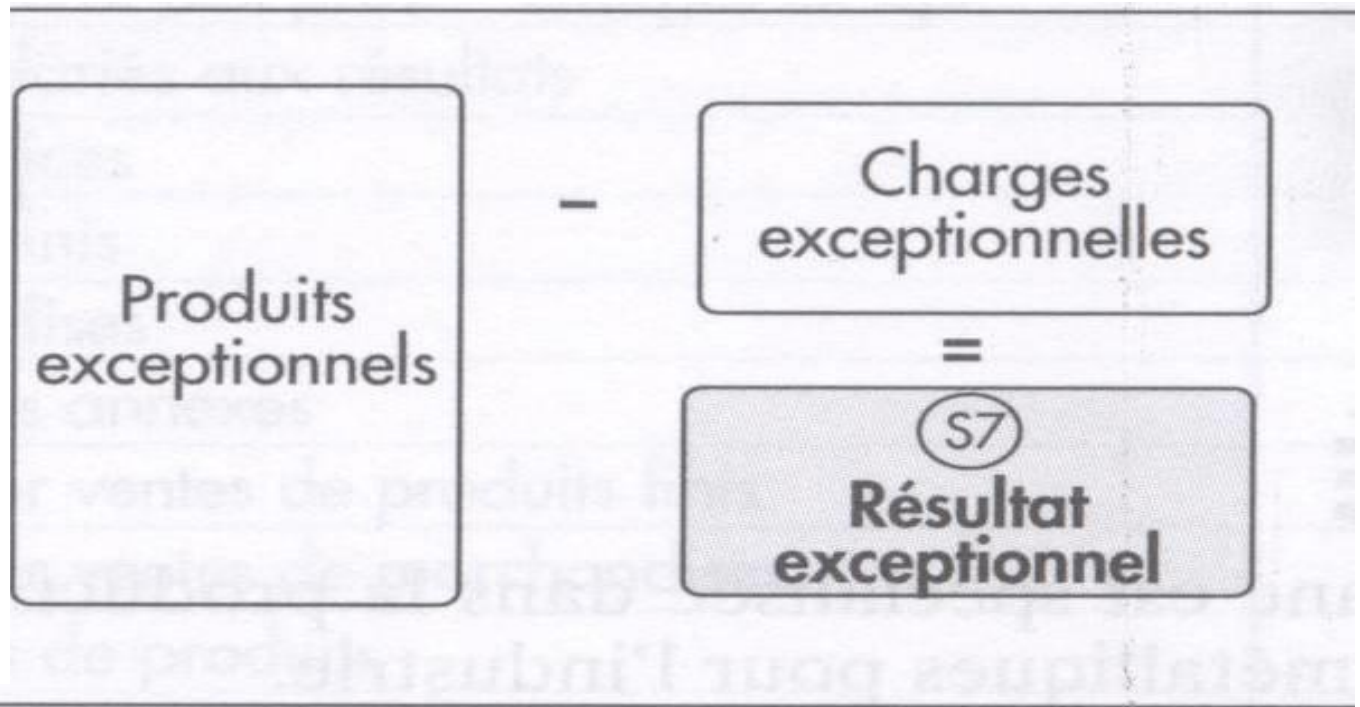 Produits
exceptionnels
-
Charges
exceptionnelles
=
S7
Résultat
exceptionnel